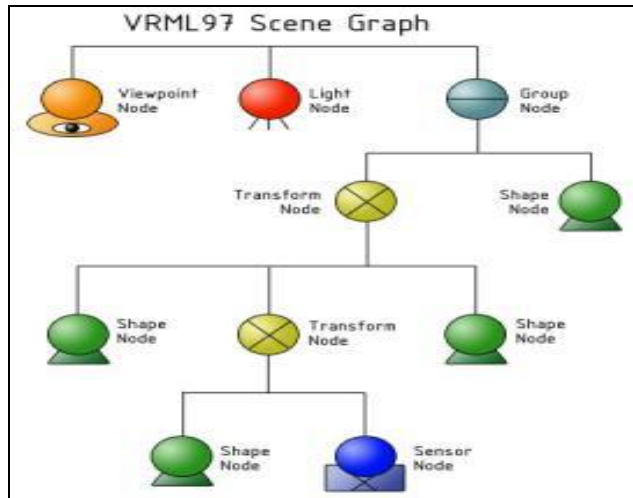 VRML97 Scene Graph
Viewpoint
Node
Light
Node
Group
Node
Transform
Node
Shape
Node
Shape
Node
Transform
Node
Shape
Node
Shape
Node
Sensor
Node